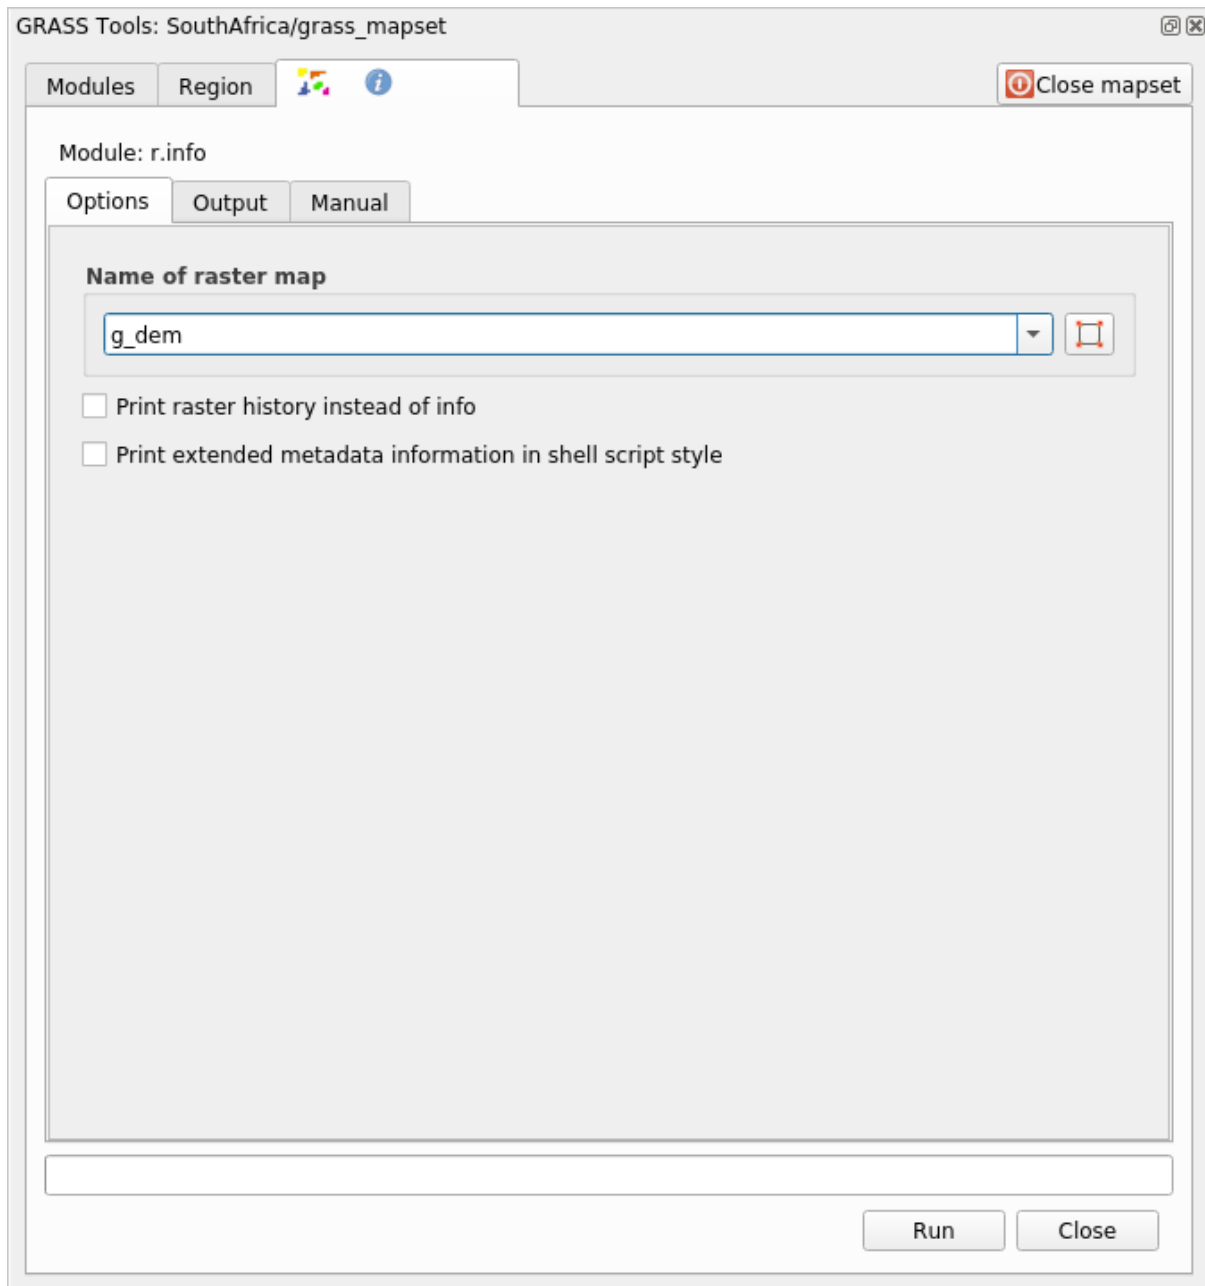 GRASS Tools: SouthAfrica/grass_mapset
Modules Region Close mapset
Module: r.info
Options Output Manual
Name of raster map
g_dem
Print raster history instead of info
Print extended metadata information in shell script style
Run Close